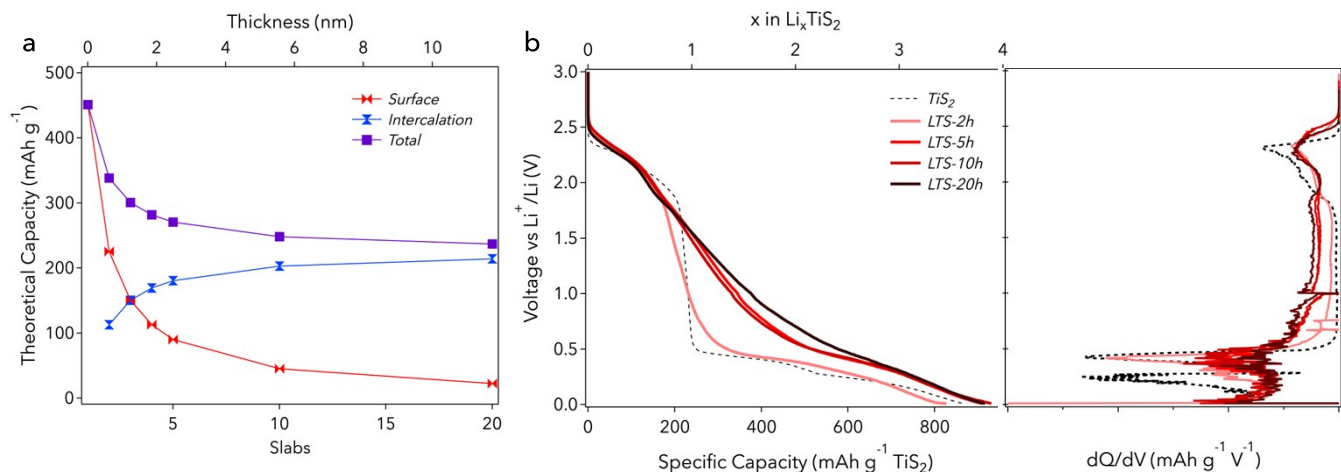 a
Thickness (nm)
0 2 4 6 8 10
Theoretical Capacity (mAh g⁻¹)
500
400
300
200
100
0
Surface
Intercalation
Total
5 10 15 20
Slabs
b
x in LiₓTiS₂
0 1 2 3 4
Voltage vs Li⁺/Li (V)
3.0
2.5
2.0
1.5
1.0
0.5
0.0
TiS₂
LTS-2h
LTS-5h
LTS-10h
LTS-20h
0 200 400 600 800
Specific Capacity (mAh g⁻¹ TiS₂)
dQ/dV (mAh g⁻¹ V⁻¹)